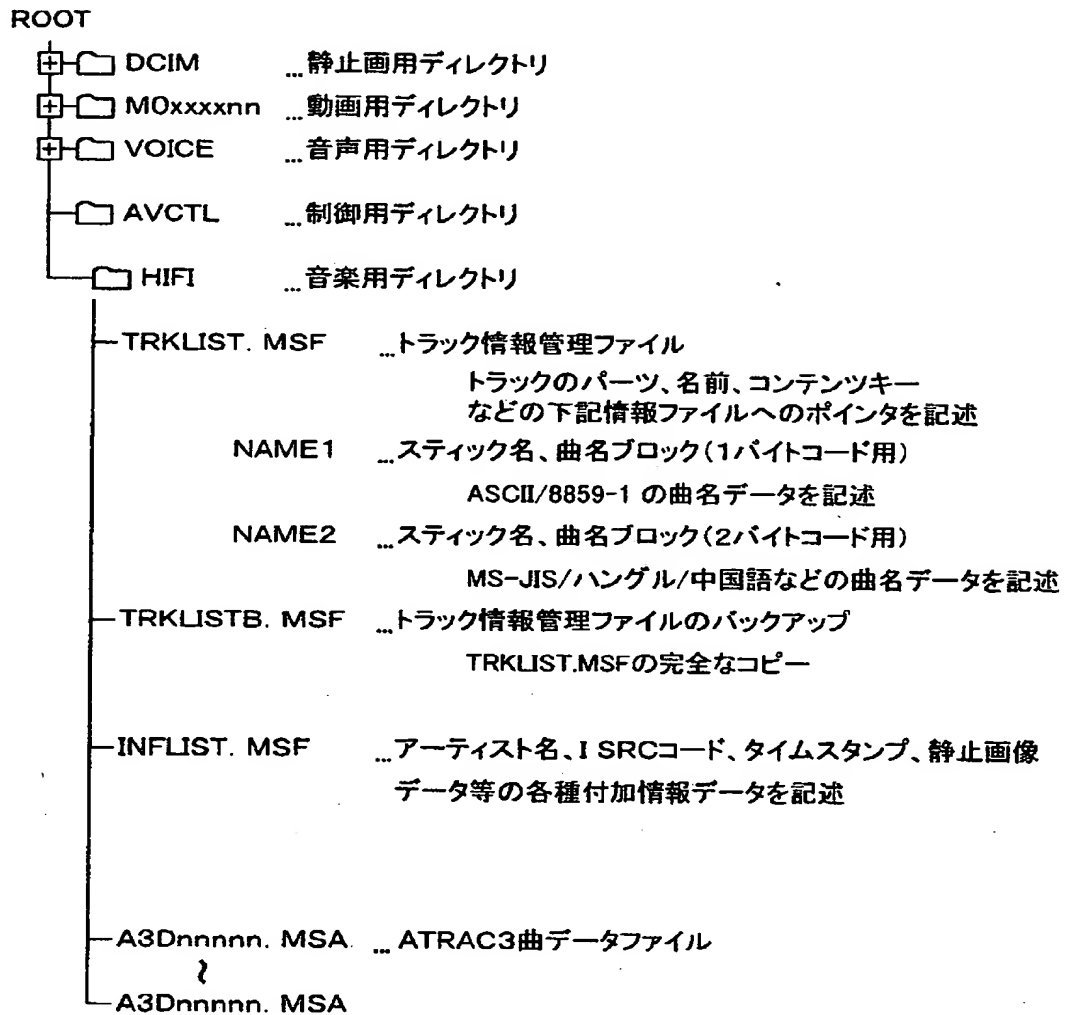 ROOT
DCIM ...静止画用ディレクトリ
MOxxxxnn ...動画用ディレクトリ
VOICE ...音声用ディレクトリ
AVCTL ...制御用ディレクトリ
HIFI ...音楽用ディレクトリ
TRKLIST. MSF ...トラック情報管理ファイル
トラックのパーツ、名前、コンテンツキー
などの下記情報ファイルへのポインタを記述
NAME1 ...スティック名、曲名ブロック(1バイトコード用)
ASCII/8859-1 の曲名データを記述
NAME2 ...スティック名、曲名ブロック(2バイトコード用)
MS-JIS/ハングル/中国語などの曲名データを記述
TRKLISTB. MSF ...トラック情報管理ファイルのバックアップ
TRKLIST.MSFの完全なコピー
INFLIST. MSF ...アーティスト名、I SRCコード、タイムスタンプ、静止画像
データ等の各種付加情報データを記述
A3Dnnnnn. MSA ...ATRAC3曲データファイル
~
A3Dnnnnn. MSA